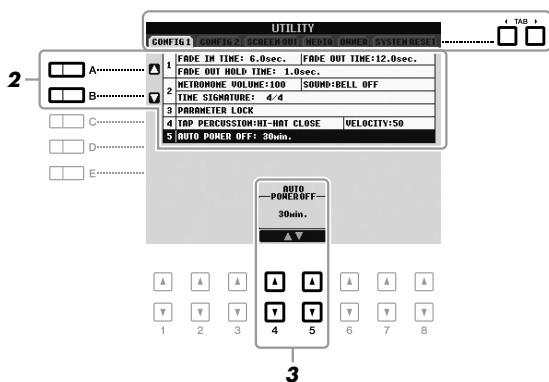 UTILITY
◄ TAB ►
CONFIG 1 CONFIG 2 SCREEN OUT MEDIA OWNER SYSTEM RESET
2
A
B
C
D
E
1 FADE IN TIME: 6.0sec. FADE OUT TIME:12.0sec.
FADE OUT HOLD TIME: 1.0sec.
2 METRONOME VOLUME:100 SOUND:BELL OFF
TIME SIGNATURE: 4/4
3 PARAMETER LOCK
4 TAP PERCUSSION:HI-HAT CLOSE VELOCITY:50
5 AUTO POWER OFF: 30min.
AUTO
POWER OFF
30min.
▲▼
1 2 3 4 5 6 7 8
3